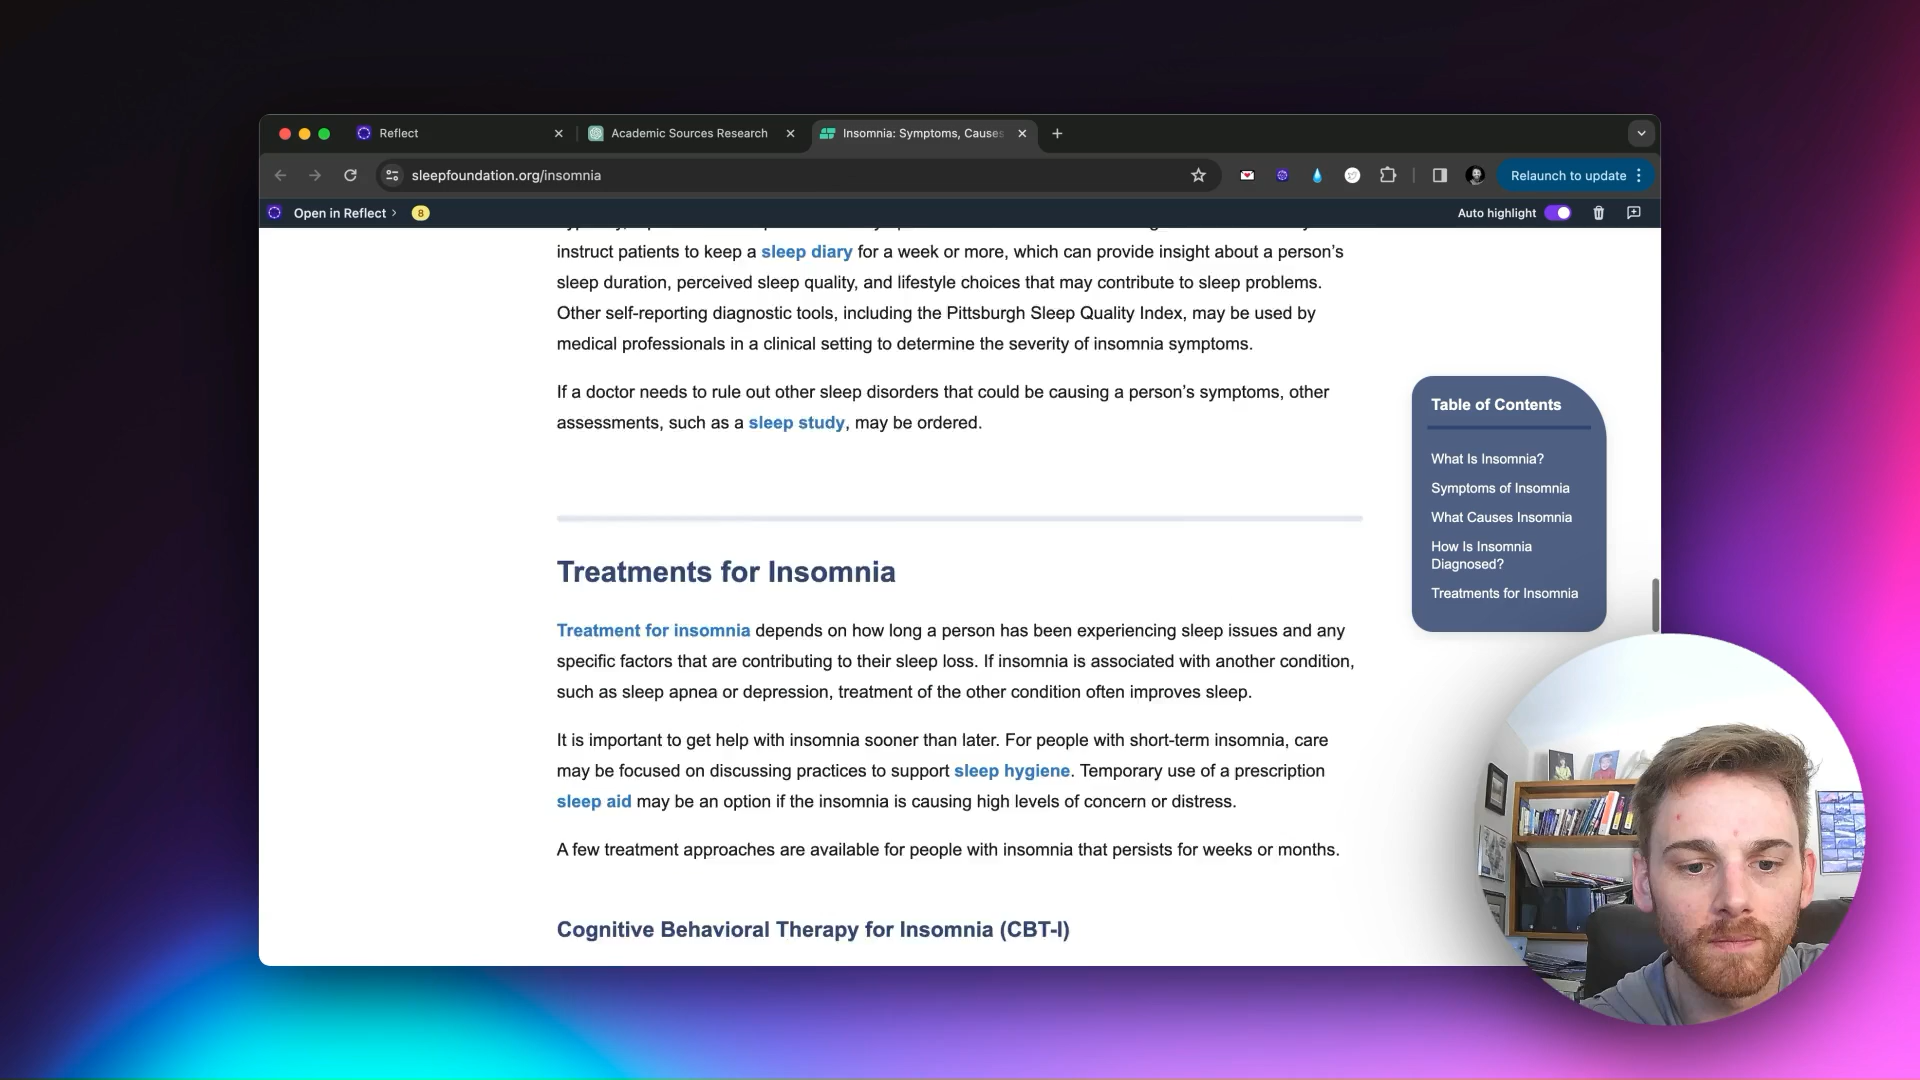 Reflect
Academic Sources Research
Insomnia: Symptoms, Causes
sleepfoundation.org/insomnia
Relaunch to update
Open in Reflect
8
Auto highlight
instruct patients to keep a sleep diary for a week or more, which can provide insight about a person’s
sleep duration, perceived sleep quality, and lifestyle choices that may contribute to sleep problems.
Other self-reporting diagnostic tools, including the Pittsburgh Sleep Quality Index, may be used by
medical professionals in a clinical setting to determine the severity of insomnia symptoms.
If a doctor needs to rule out other sleep disorders that could be causing a person’s symptoms, other
assessments, such as a sleep study, may be ordered.
Treatments for Insomnia
Treatment for insomnia depends on how long a person has been experiencing sleep issues and any
specific factors that are contributing to their sleep loss. If insomnia is associated with another condition,
such as sleep apnea or depression, treatment of the other condition often improves sleep.
It is important to get help with insomnia sooner than later. For people with short-term insomnia, care
may be focused on discussing practices to support sleep hygiene. Temporary use of a prescription
sleep aid may be an option if the insomnia is causing high levels of concern or distress.
A few treatment approaches are available for people with insomnia that persists for weeks or months.
Cognitive Behavioral Therapy for Insomnia (CBT-I)
Table of Contents
What Is Insomnia?
Symptoms of Insomnia
What Causes Insomnia
How Is Insomnia
Diagnosed?
Treatments for Insomnia